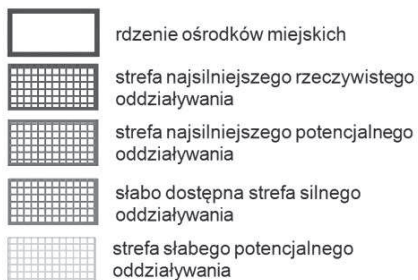 rdzenie ośrodków miejskich
strefa najsilniejszego rzeczywistego
oddziaływania
strefa najsilniejszego potencjalnego
oddziaływania
słabo dostępna strefa silnego
oddziaływania
strefa słabego potencjalnego
oddziaływania